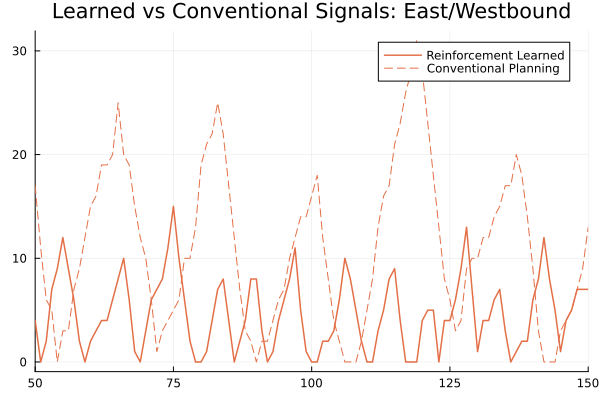 Learned vs Conventional Signals: East/Westbound
Reinforcement Learned
Conventional Planning
30
20
10
0
50 75 100 125 150